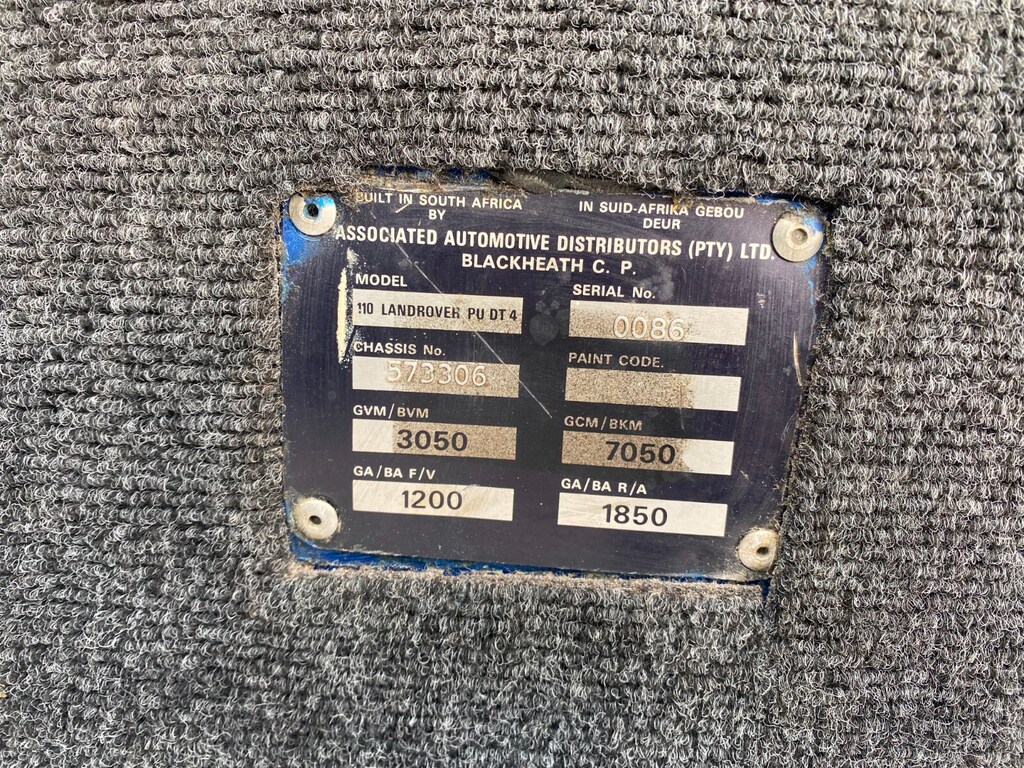 BUILT IN SOUTH AFRICA IN SUID-AFRIKA GEBOU
BY DEUR
ASSOCIATED AUTOMOTIVE DISTRIBUTORS (PTY) LTD.
BLACKHEATH C. P.
MODEL SERIAL No.
110 LANDROVER PU DT4 0086
CHASSIS No. PAINT CODE.
573306
GVM/BVM GCM/BKM
3050 7050
GA/BA F/V GA/BA R/A
1200 1850